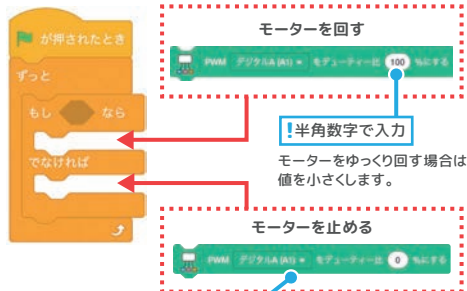 が押されたとき
ずっと
もし
なら
でなければ
モーターを回す
PWM デジタルA (A1) をデューティー比 100 %にする
!半角数字で入力
モーターをゆっくり回す場合は
値を小さくします。
モーターを止める
PWM デジタルA (A1) をデューティー比 0 %にする